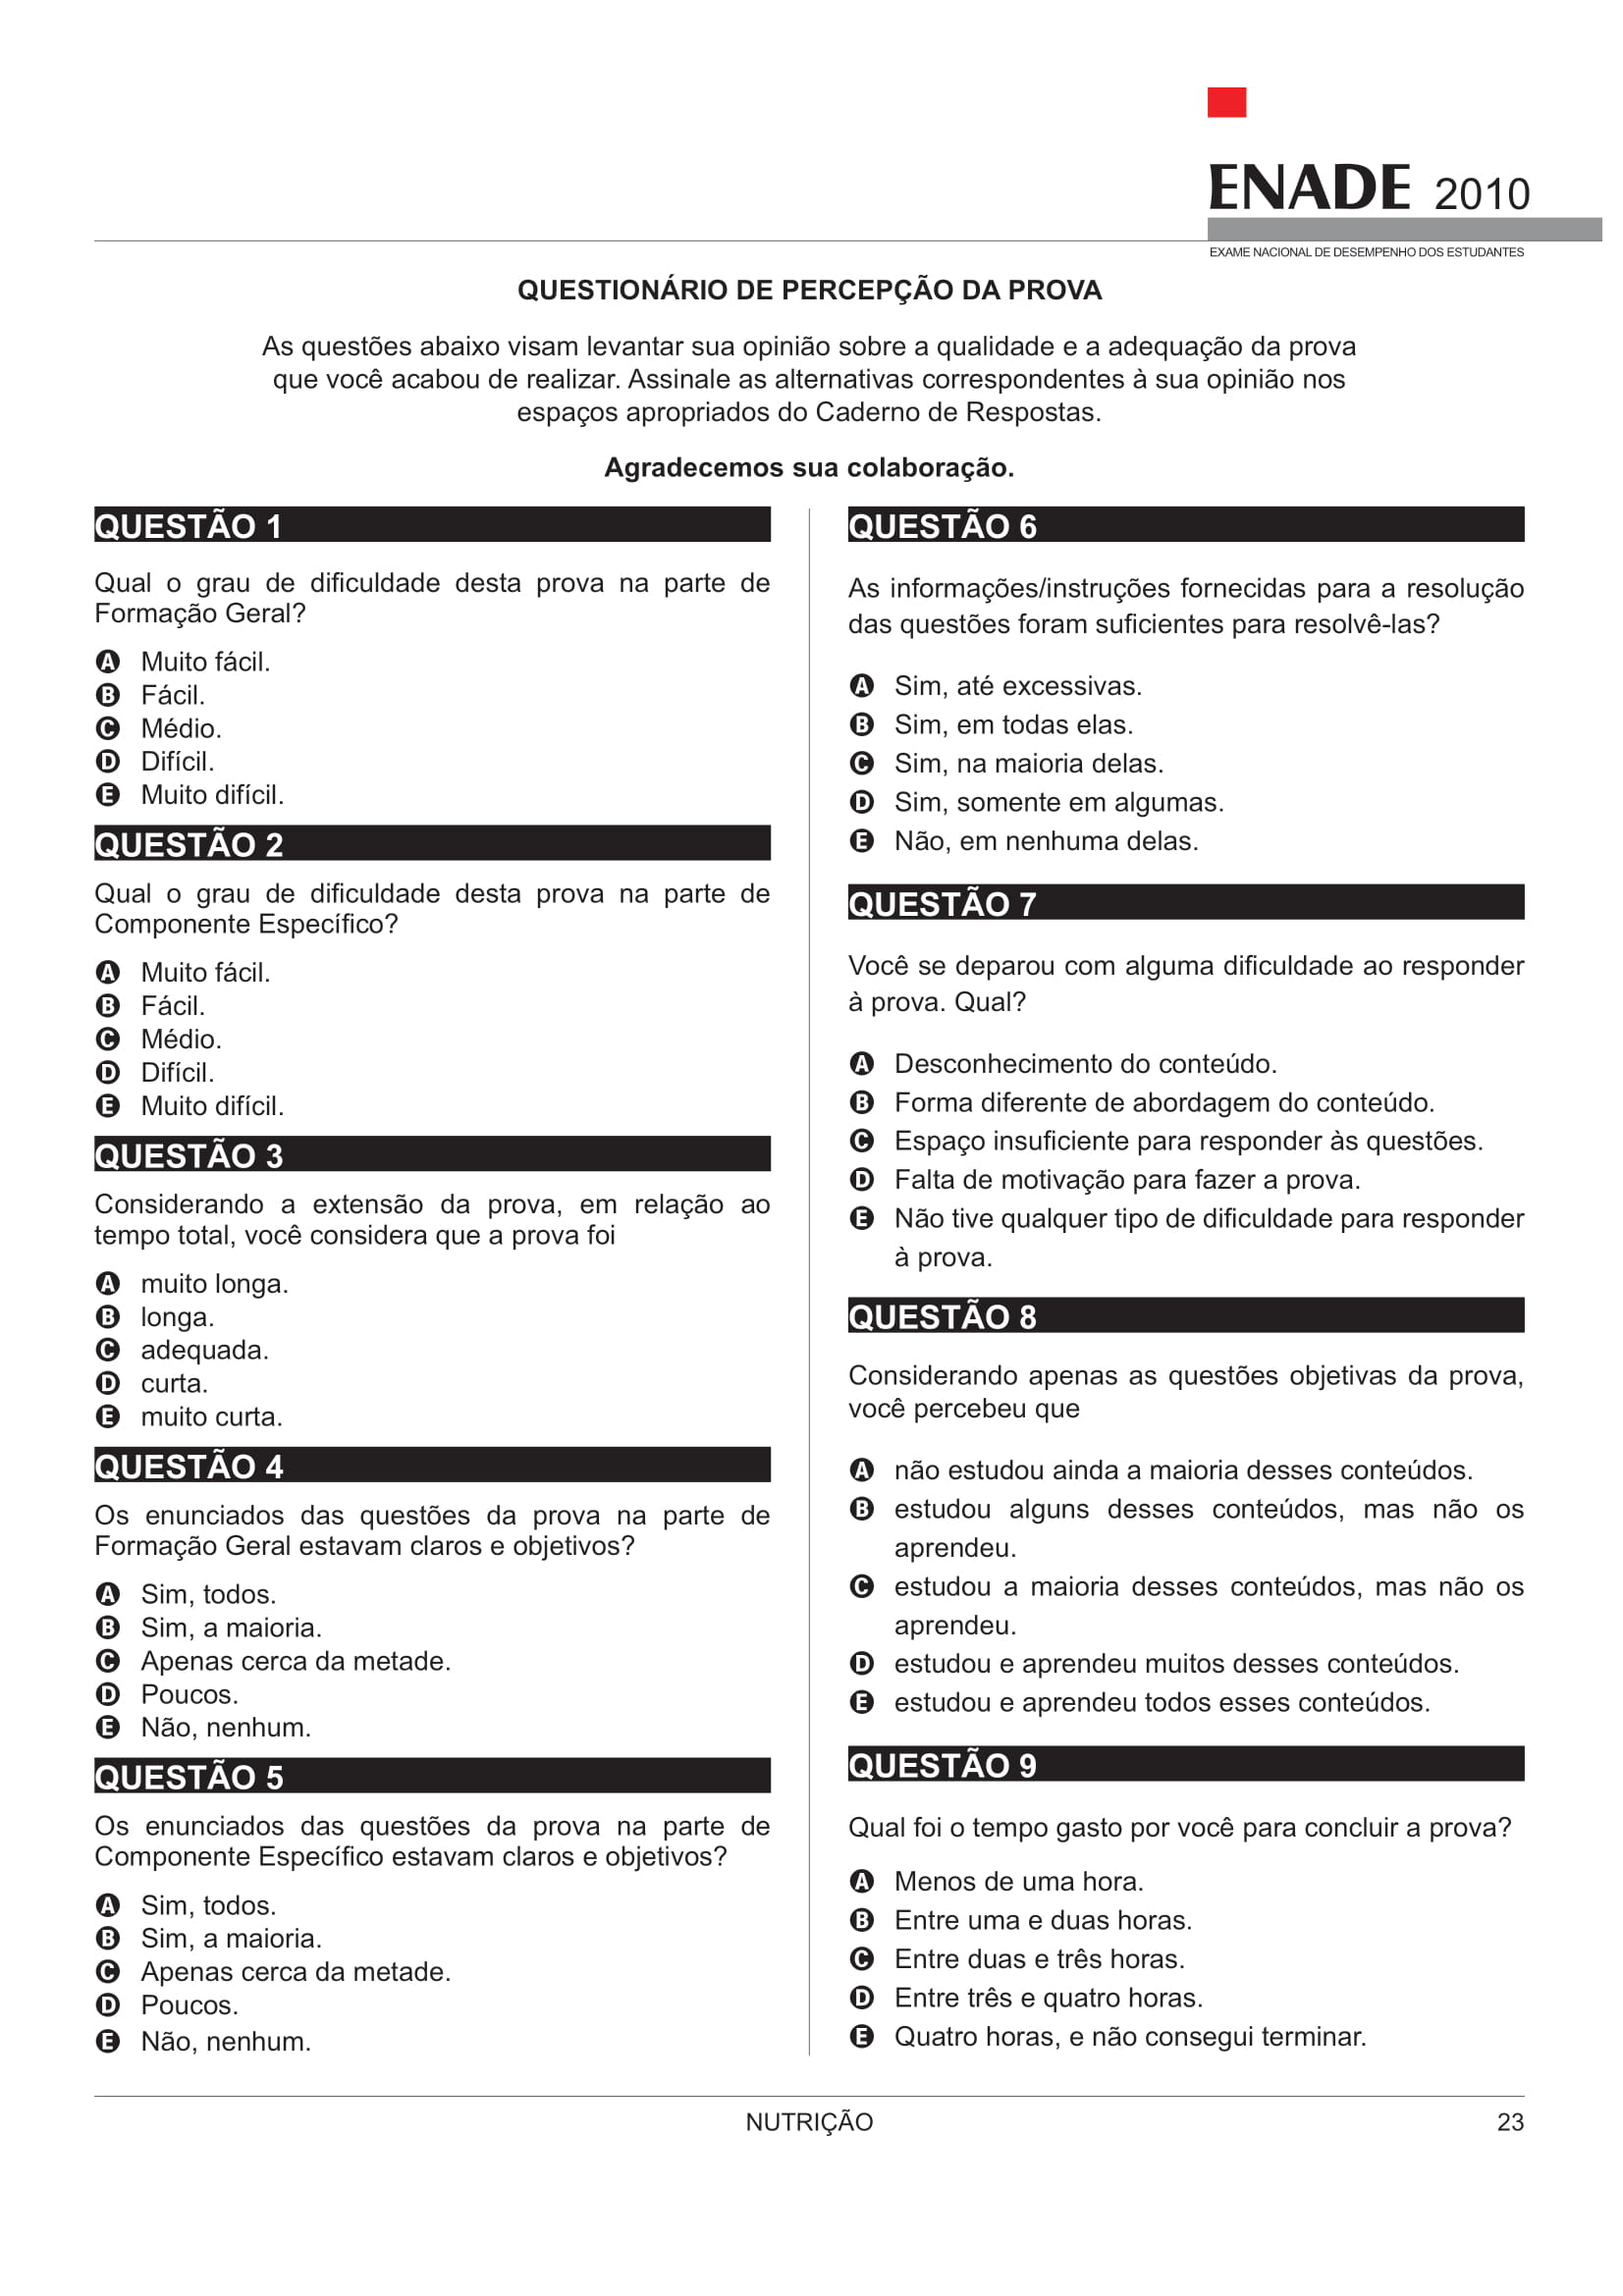 ENADE 2010
EXAME NACIONAL DE DESEMPENHO DOS ESTUDANTES
QUESTIONÁRIO DE PERCEPÇÃO DA PROVA
As questões abaixo visam levantar sua opinião sobre a qualidade e a adequação da prova
que você acabou de realizar. Assinale as alternativas correspondentes à sua opinião nos
espaços apropriados do Caderno de Respostas.
Agradecemos sua colaboração.
QUESTÃO 1
Qual o grau de dificuldade desta prova na parte de
Formação Geral?
A Muito fácil.
B Fácil.
C Médio.
D Difícil.
E Muito difícil.
QUESTÃO 2
Qual o grau de dificuldade desta prova na parte de
Componente Específico?
A Muito fácil.
B Fácil.
C Médio.
D Difícil.
E Muito difícil.
QUESTÃO 3
Considerando a extensão da prova, em relação ao
tempo total, você considera que a prova foi
A muito longa.
B longa.
C adequada.
D curta.
E muito curta.
QUESTÃO 4
Os enunciados das questões da prova na parte de
Formação Geral estavam claros e objetivos?
A Sim, todos.
B Sim, a maioria.
C Apenas cerca da metade.
D Poucos.
E Não, nenhum.
QUESTÃO 5
Os enunciados das questões da prova na parte de
Componente Específico estavam claros e objetivos?
A Sim, todos.
B Sim, a maioria.
C Apenas cerca da metade.
D Poucos.
E Não, nenhum.
QUESTÃO 6
As informações/instruções fornecidas para a resolução
das questões foram suficientes para resolvê-las?
A Sim, até excessivas.
B Sim, em todas elas.
C Sim, na maioria delas.
D Sim, somente em algumas.
E Não, em nenhuma delas.
QUESTÃO 7
Você se deparou com alguma dificuldade ao responder
à prova. Qual?
A Desconhecimento do conteúdo.
B Forma diferente de abordagem do conteúdo.
C Espaço insuficiente para responder às questões.
D Falta de motivação para fazer a prova.
E Não tive qualquer tipo de dificuldade para responder
à prova.
QUESTÃO 8
Considerando apenas as questões objetivas da prova,
você percebeu que
A não estudou ainda a maioria desses conteúdos.
B estudou alguns desses conteúdos, mas não os
aprendeu.
C estudou a maioria desses conteúdos, mas não os
aprendeu.
D estudou e aprendeu muitos desses conteúdos.
E estudou e aprendeu todos esses conteúdos.
QUESTÃO 9
Qual foi o tempo gasto por você para concluir a prova?
A Menos de uma hora.
B Entre uma e duas horas.
C Entre duas e três horas.
D Entre três e quatro horas.
E Quatro horas, e não consegui terminar.
NUTRIÇÃO 23